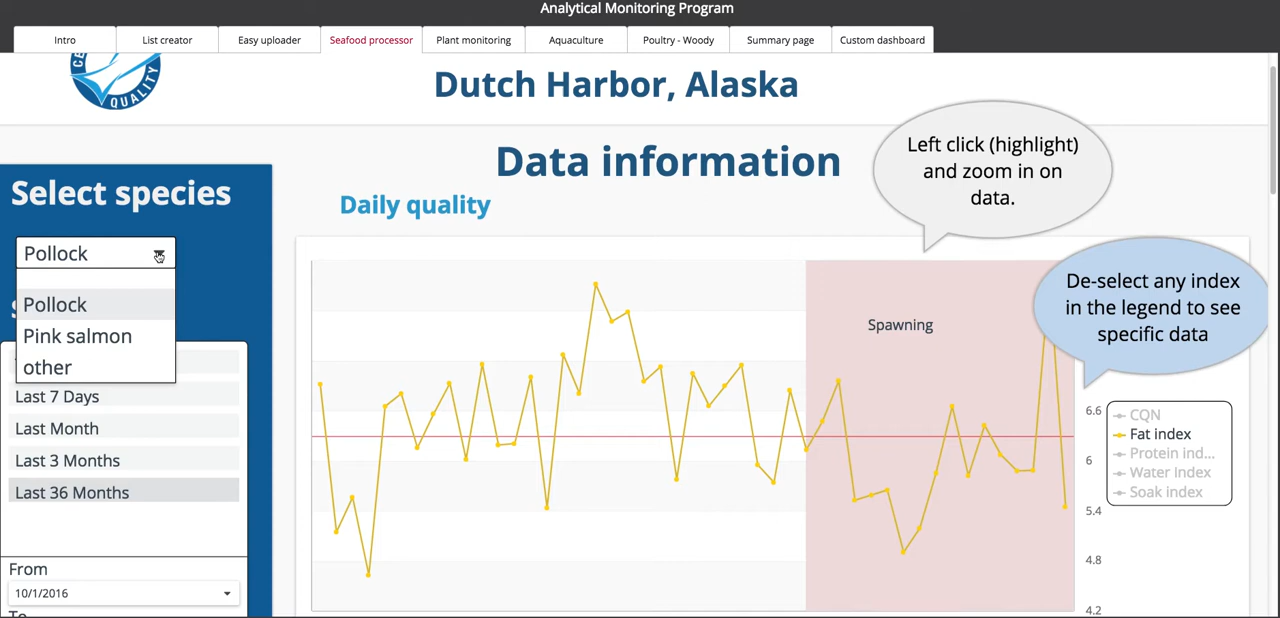 Analytical Monitoring Program
Intro
List creator
Easy uploader
Seafood processor
Plant monitoring
Aquaculture
Poultry - Woody
Summary page
Custom dashboard
QUALITY
Dutch Harbor, Alaska
Data information
Daily quality
Left click (highlight)
and zoom in on
data.
De-select any index
in the legend to see
specific data
Select species
Pollock
Pollock
Pink salmon
other
Last 7 Days
Last Month
Last 3 Months
Last 36 Months
From
10/1/2016
To
Spawning
6.6
6
5.4
4.8
4.2
CQN
Fat index
Protein ind...
Water Index
Soak index